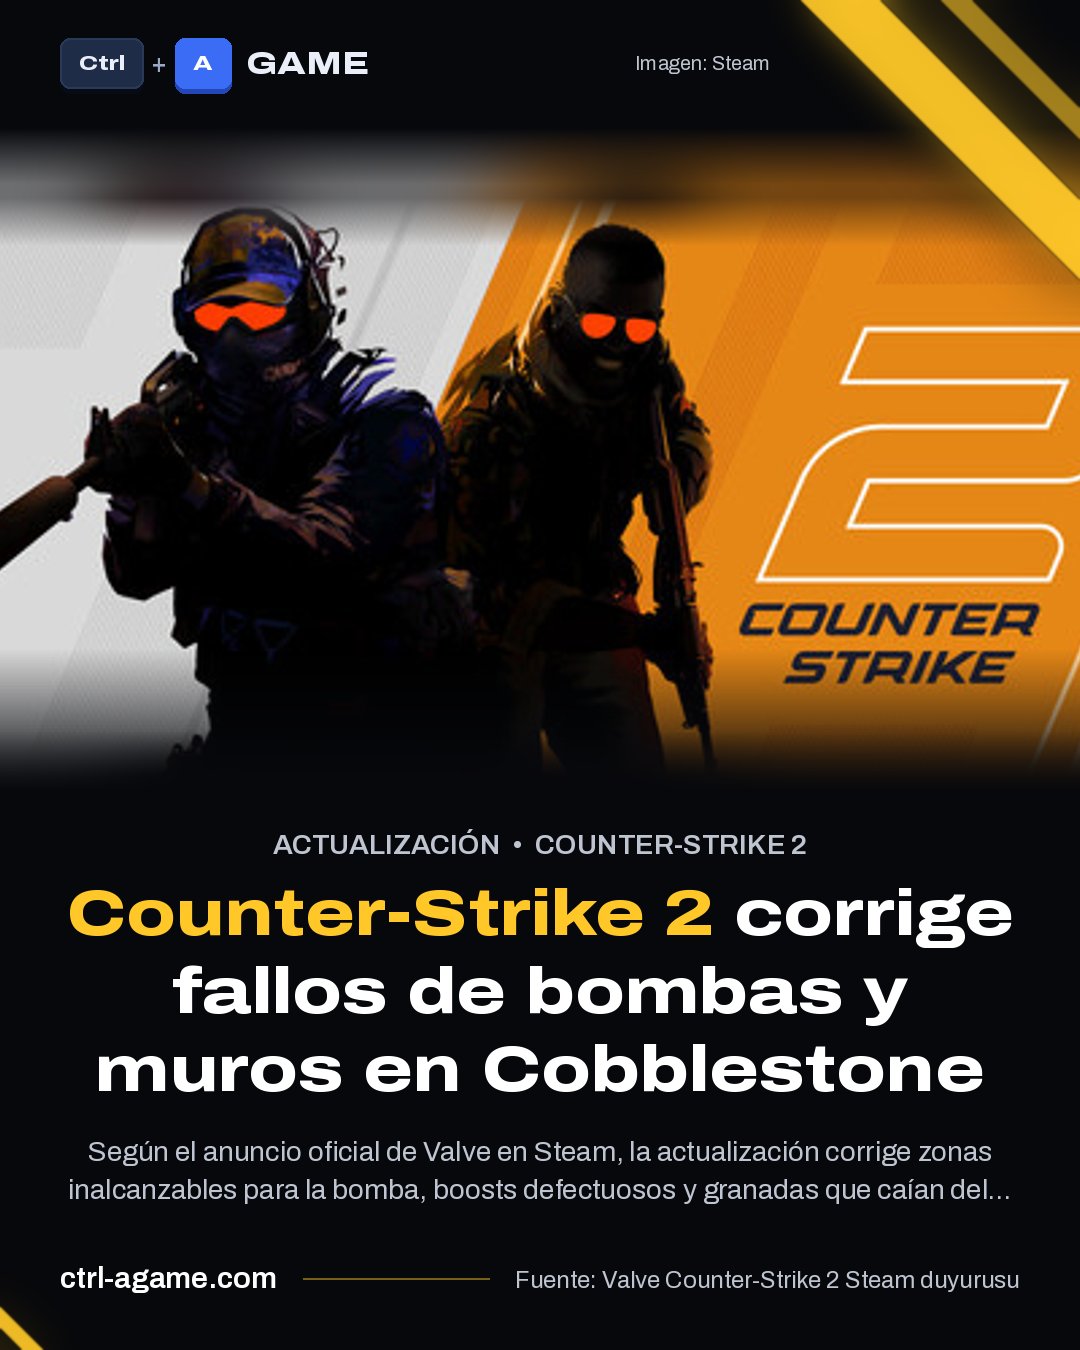 Ctrl + A GAME
Imagen: Steam
2
COUNTER
STRIKE
ACTUALIZACIÓN • COUNTER-STRIKE 2
Counter-Strike 2 corrige
fallos de bombas y
muros en Cobblestone
Según el anuncio oficial de Valve en Steam, la actualización corrige zonas
inalcanzables para la bomba, boosts defectuosos y granadas que caían del...
ctrl-agame.com
Fuente: Valve Counter-Strike 2 Steam duyurusu